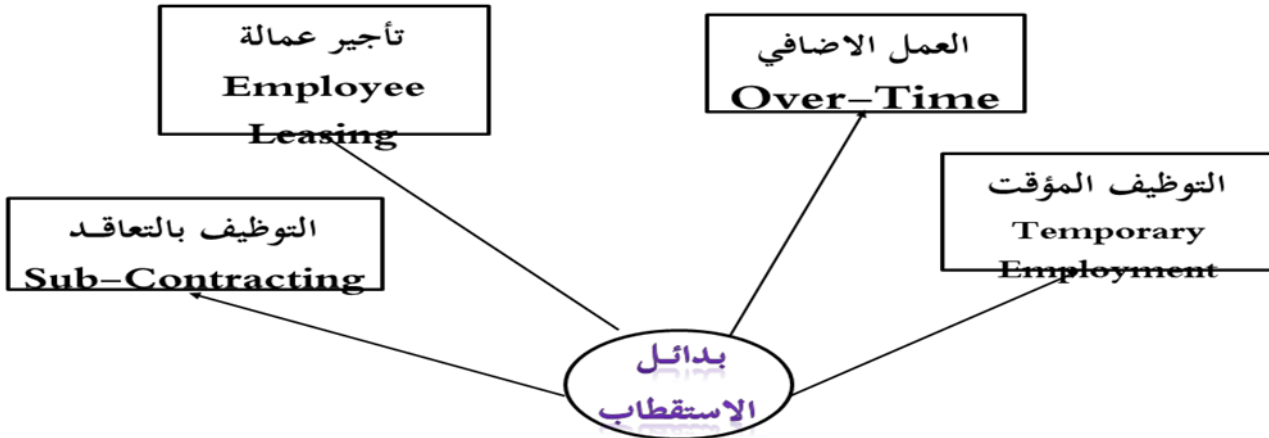 تأجير عمالة
Employee
Leasing
العمل الاضافي
Over-Time
التوظيف المؤقت
Temporary
Employment
التوظيف بالتعاقد
Sub-Contracting
بدائل
الاستقطاب